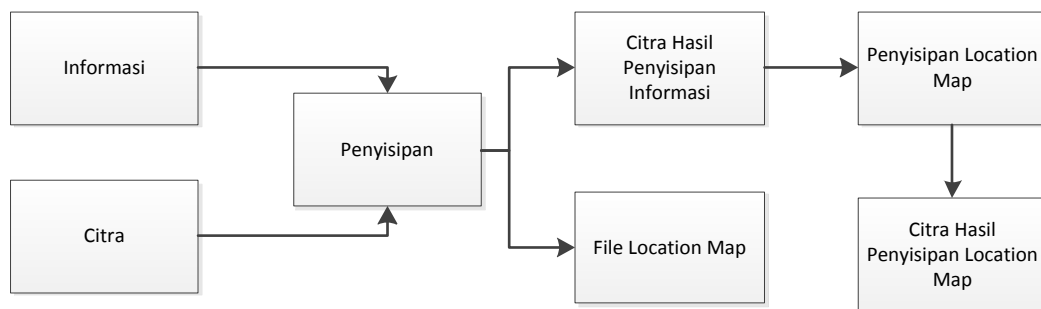 Informasi
Citra
Penyisipan
Citra Hasil
Penyisipan
Informasi
File Location Map
Penyisipan Location
Map
Citra Hasil
Penyisipan Location
Map